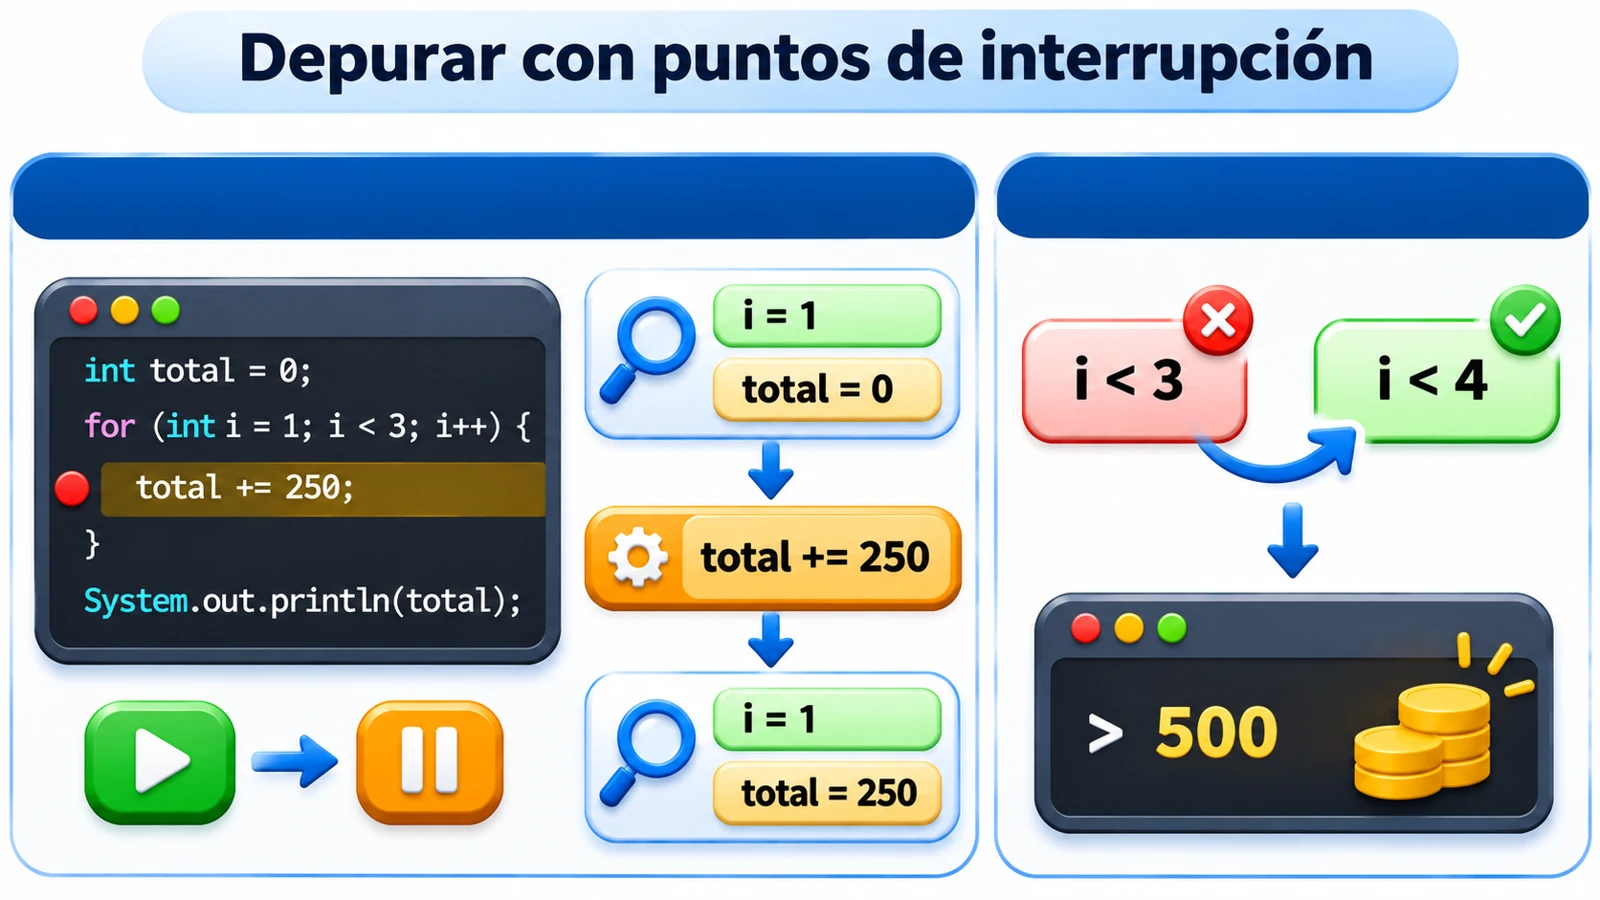 Depurar con puntos de interrupción
int total = 0;
for (int i = 1; i < 3; i++) {
total += 250;
}
System.out.println(total);
i = 1
total = 0
total += 250
i = 1
total = 250
i < 3
i < 4
> 500